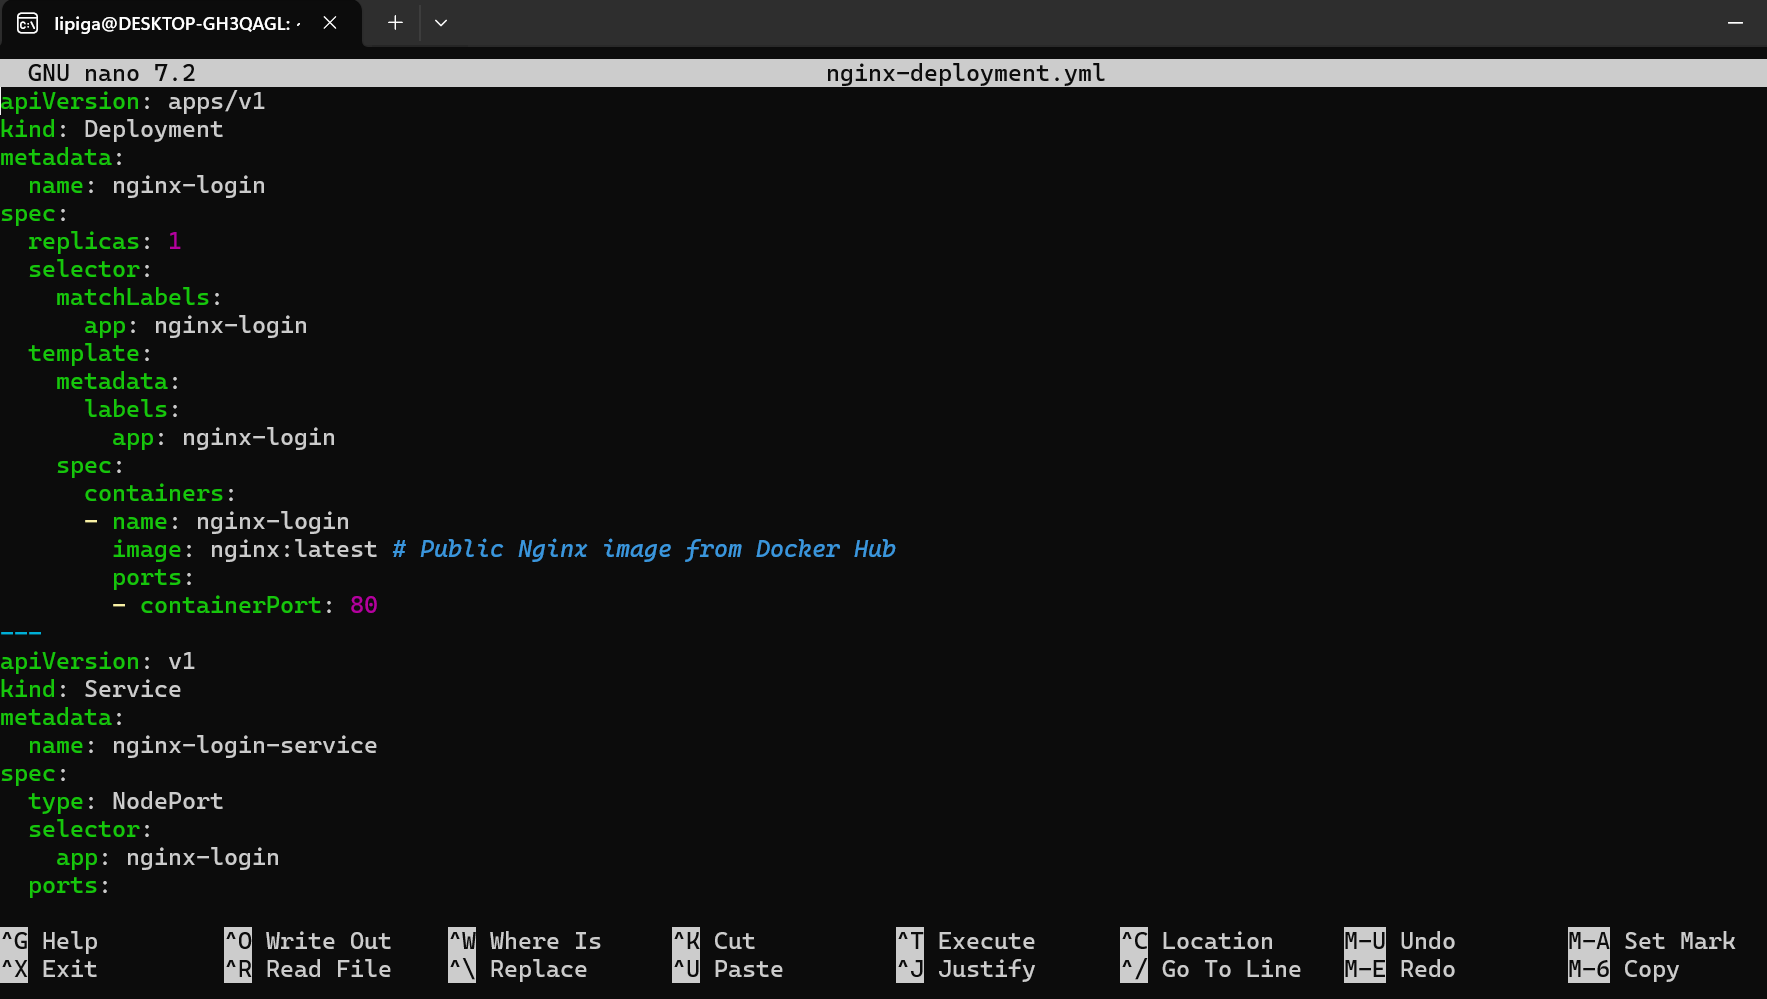 lipiga@DESKTOP-GH3QAGL: ~
GNU nano 7.2 nginx-deployment.yml
apiVersion: apps/v1
kind: Deployment
metadata:
  name: nginx-login
spec:
  replicas: 1
  selector:
    matchLabels:
      app: nginx-login
  template:
    metadata:
      labels:
        app: nginx-login
    spec:
      containers:
      - name: nginx-login
        image: nginx:latest # Public Nginx image from Docker Hub
        ports:
        - containerPort: 80
---
apiVersion: v1
kind: Service
metadata:
  name: nginx-login-service
spec:
  type: NodePort
  selector:
    app: nginx-login
  ports:
^G Help ^O Write Out ^W Where Is ^K Cut ^T Execute ^C Location M-U Undo M-A Set Mark
^X Exit ^R Read File ^\ Replace ^U Paste ^J Justify ^/ Go To Line M-E Redo M-6 Copy